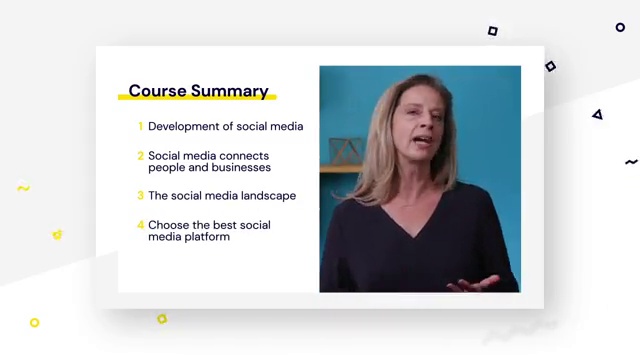 Course Summary
1 Development of social media
2 Social media connects
people and businesses
3 The social media landscape
4 Choose the best social
media platform